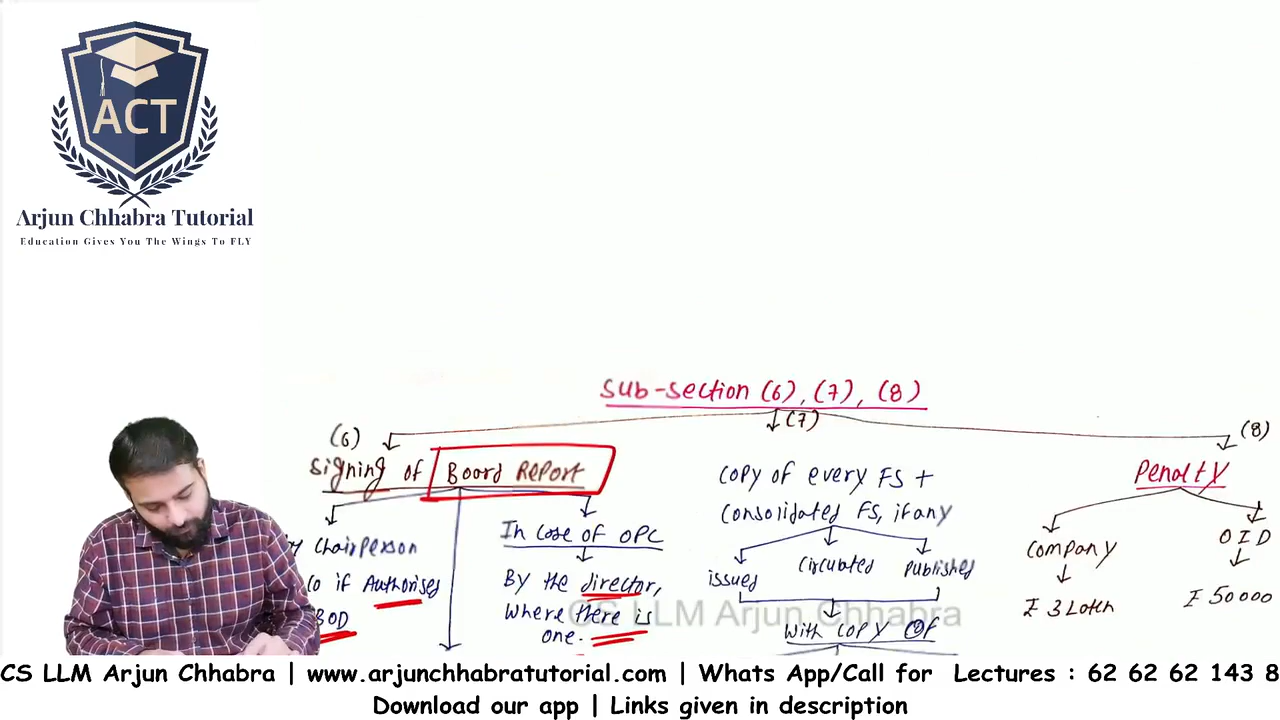 ACT
Arjun Chhabra Tutorial
Education Gives You The Wings To FLY
Sub-Section (6), (7), (8)
(6)
(7)
(8)
Signing of Board Report
Chairperson
Co if Authorises
BOD
In Case of OPC
By the director,
Where there is
one.
Copy of every FS +
Consolidated FS, if any
issued
Circuated
Published
With Copy Of
Penalty
Company
₹ 3 Lakh
OID
₹ 50000
CS LLM Arjun Chhabra
CS LLM Arjun Chhabra | www.arjunchhabratutorial.com | Whats App/Call for Lectures : 62 62 62 143 8
Download our app | Links given in description